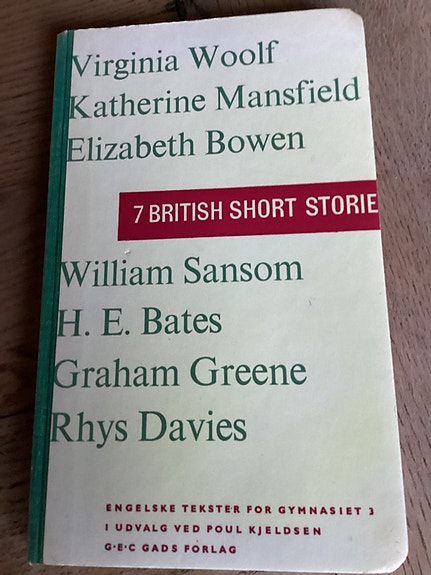 Virginia Woolf
Katherine Mansfield
Elizabeth Bowen
7 BRITISH SHORT STORIE
William Sansom
H. E. Bates
Graham Greene
Rhys Davies
ENGELSKE TEKSTER FOR GYMNASIET 3
I UDVALG VED POUL KJELDSEN
G·E·C GADS FORLAG